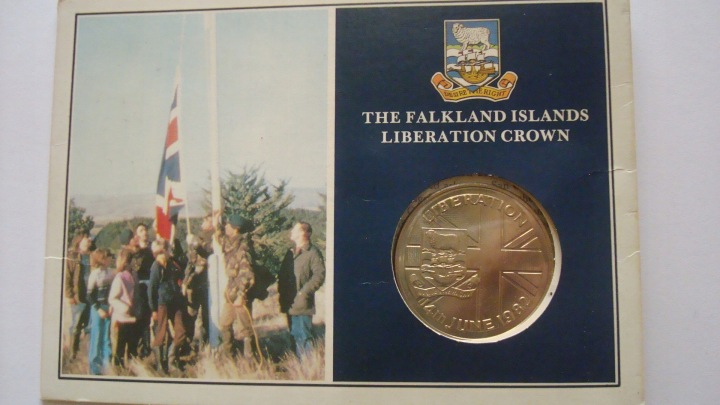 DESIRE THE RIGHT
THE FALKLAND ISLANDS
LIBERATION CROWN
LIBERATION
14TH JUNE 1982